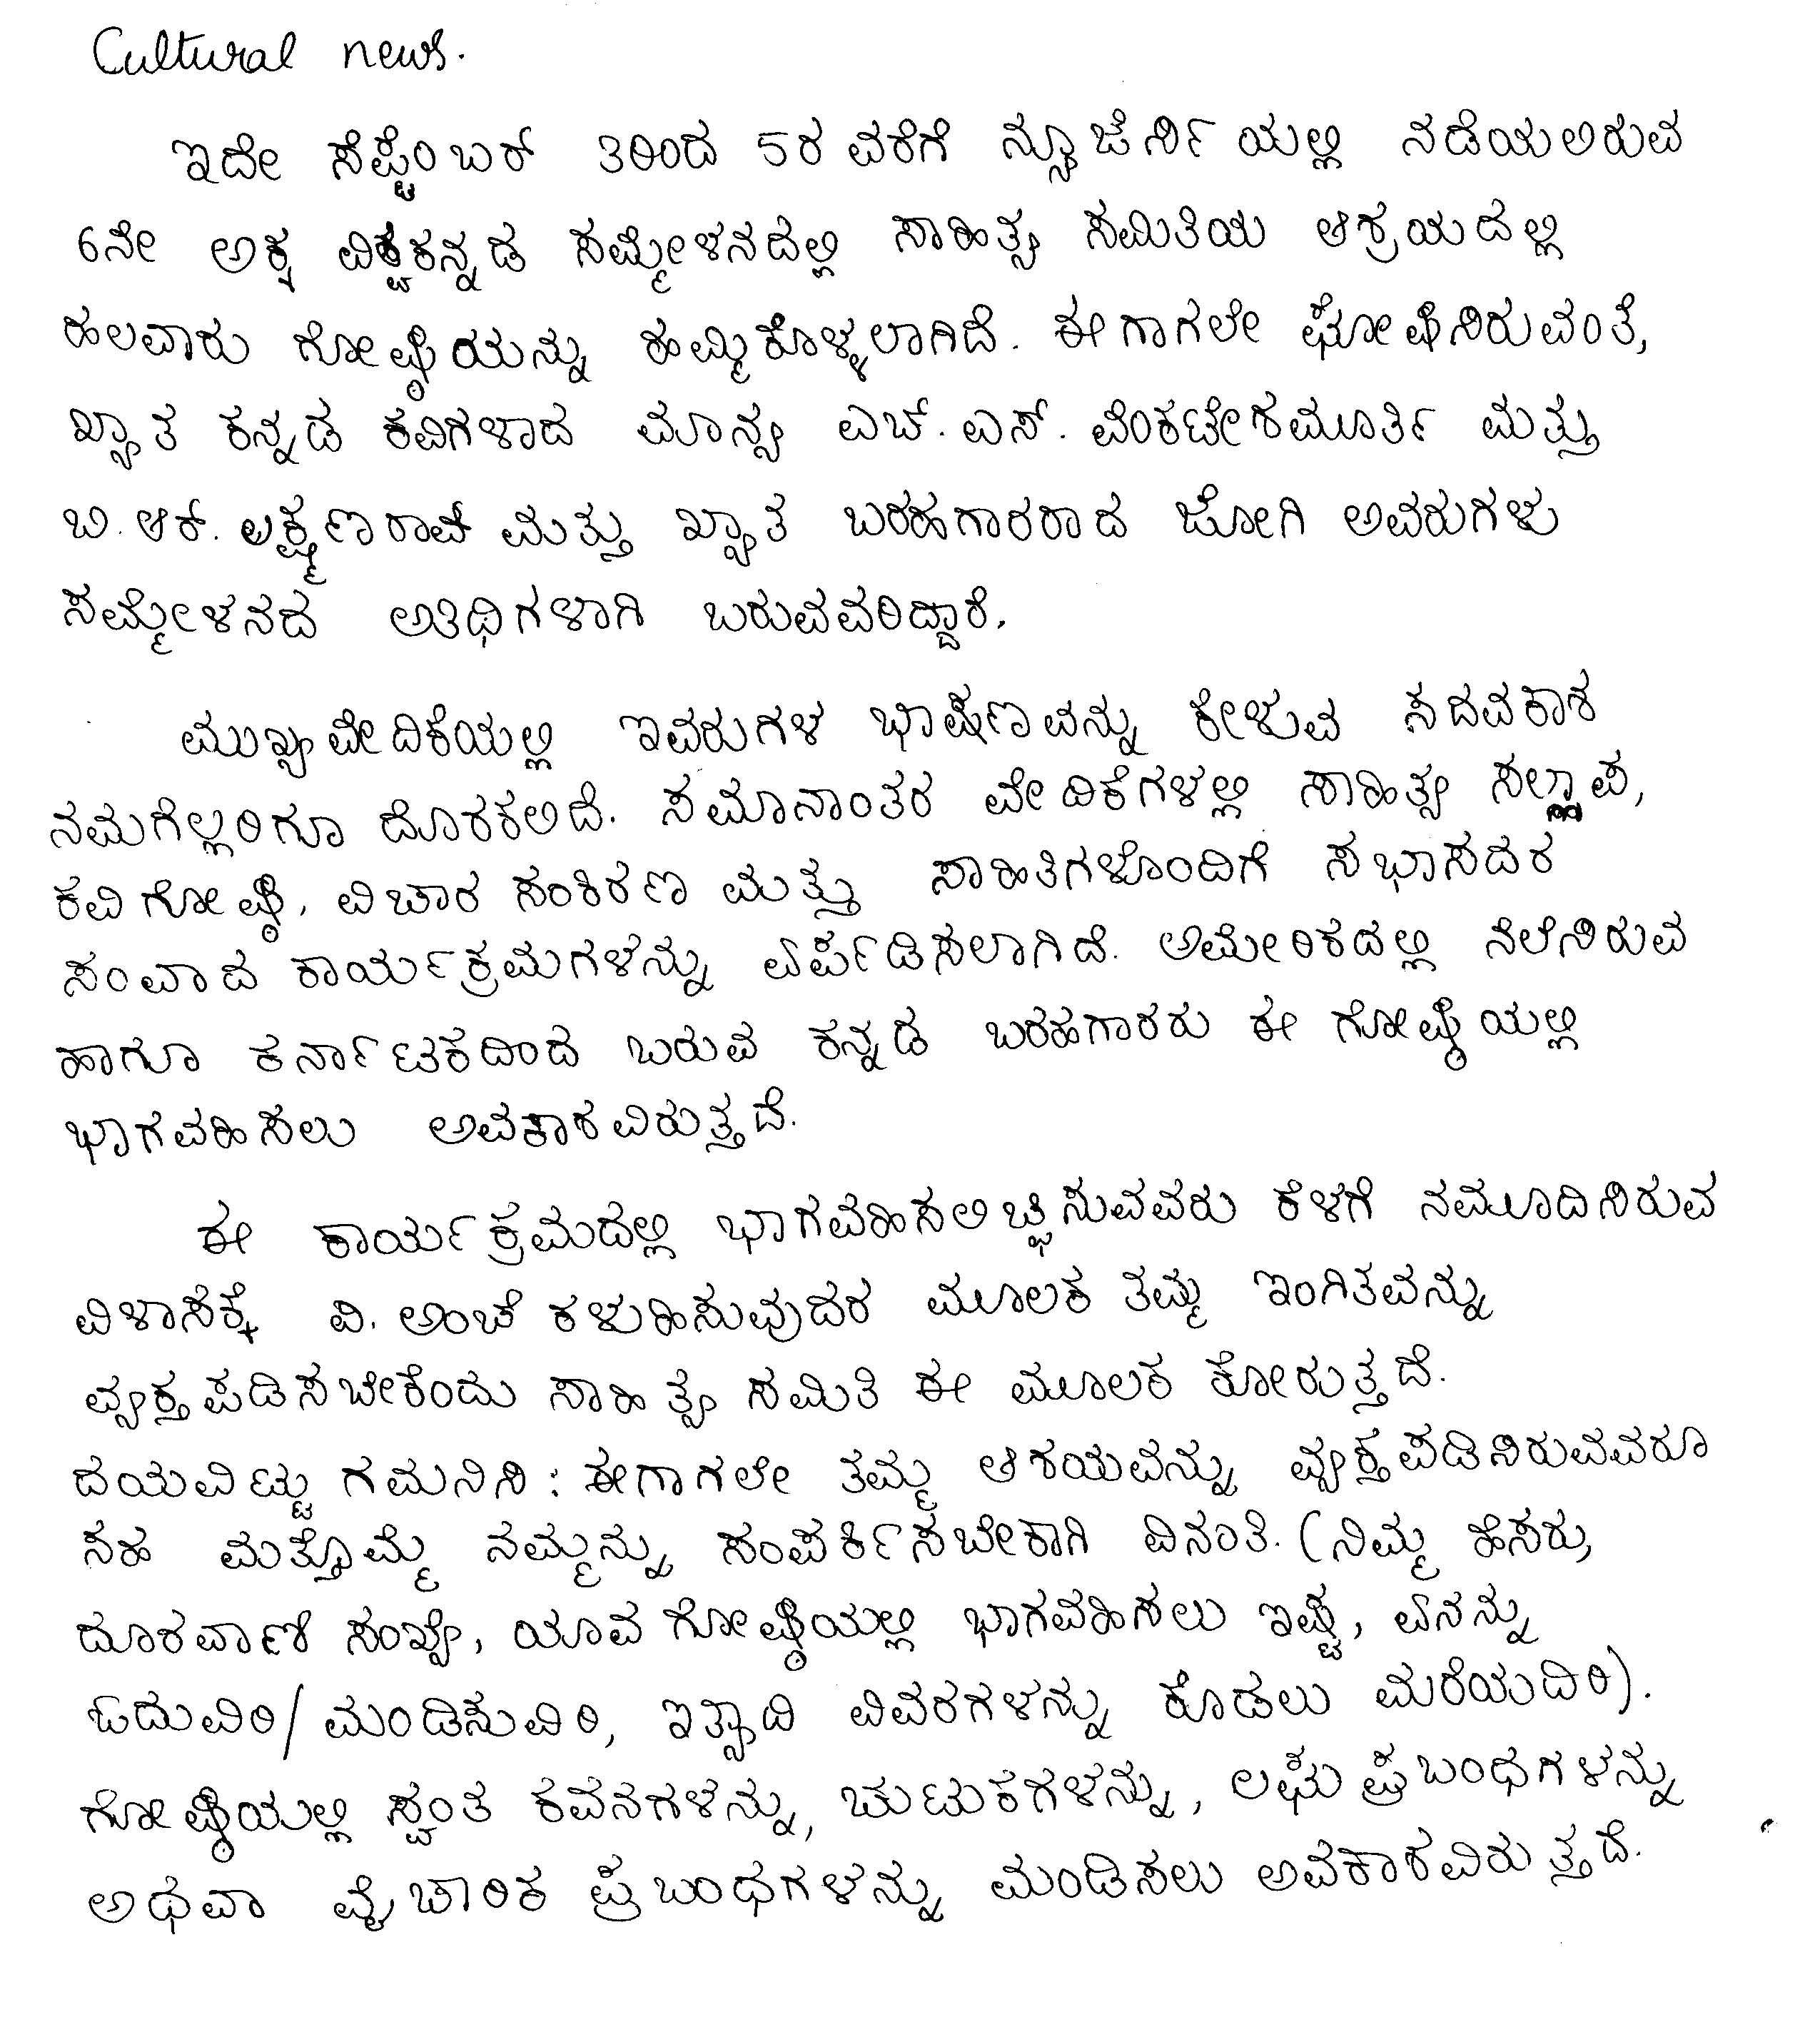 Cultural news.
ಇದೇ ಸೆಪ್ಟೆಂಬರ್ 3ರಿಂದ 5ರ ವರೆಗೆ ನ್ಯೂಜೆರ್ಸಿಯಲ್ಲಿ ನಡೆಯಲಿರುವ
6ನೇ ಅಕ್ಕ ವಿಶ್ವಕನ್ನಡ ಸಮ್ಮೇಳನದಲ್ಲಿ ಸಾಹಿತ್ಯ ಸಮಿತಿಯ ಆಶ್ರಯದಲ್ಲಿ
ಹಲವಾರು ಗೋಷ್ಠಿಯನ್ನು ಹಮ್ಮಿಕೊಳ್ಳಲಾಗಿದೆ. ಈಗಾಗಲೇ ಘೋಷಿಸಿರುವಂತೆ,
ಖ್ಯಾತ ಕನ್ನಡ ಕವಿಗಳಾದ ಮಾನ್ಯ ಎಚ್. ಎಸ್. ವೆಂಕಟೇಶಮೂರ್ತಿ ಮತ್ತು
ಬಿ. ಆರ್. ಲಕ್ಷ್ಮಣರಾವ್ ಮತ್ತು ಖ್ಯಾತ ಬರಹಗಾರರಾದ ಜೋಗಿ ಅವರುಗಳು
ಸಮ್ಮೇಳನದ ಅತಿಥಿಗಳಾಗಿ ಬರುವವರಿದ್ದಾರೆ.
ಮುಖ್ಯವೇದಿಕೆಯಲ್ಲಿ ಇವರುಗಳ ಭಾಷಣವನ್ನು ಕೇಳುವ ಸದವಕಾಶ
ನಮಗೆಲ್ಲರಿಗೂ ದೊರಕಲಿದೆ. ಸಮಾನಾಂತರ ವೇದಿಕೆಗಳಲ್ಲಿ ಸಾಹಿತ್ಯ ಸಲ್ಲಾಪ,
ಕವಿಗೋಷ್ಠಿ, ವಿಚಾರ ಸಂಕಿರಣ ಮತ್ತು ಸಾಹಿತಿಗಳೊಂದಿಗೆ ಸಭಾಸದರ
ಸಂವಾದ ಕಾರ್ಯಕ್ರಮಗಳನ್ನು ಏರ್ಪಡಿಸಲಾಗಿದೆ. ಅಮೇರಿಕದಲ್ಲಿ ನೆಲೆಸಿರುವ
ಹಾಗೂ ಕರ್ನಾಟಕದಿಂದ ಬರುವ ಕನ್ನಡ ಬರಹಗಾರರು ಈ ಗೋಷ್ಠಿಯಲ್ಲಿ
ಭಾಗವಹಿಸಲು ಅವಕಾಶವಿರುತ್ತದೆ.
ಈ ಕಾರ್ಯಕ್ರಮದಲ್ಲಿ ಭಾಗವಹಿಸಲಿಚ್ಛಿಸುವವರು ಕೆಳಗೆ ನಮೂದಿಸಿರುವ
ವಿಳಾಸಕ್ಕೆ ವಿ. ಅಂಚೆ ಕಳುಹಿಸುವುದರ ಮೂಲಕ ತಮ್ಮ ಇಂಗಿತವನ್ನು
ವ್ಯಕ್ತಪಡಿಸಬೇಕೆಂದು ಸಾಹಿತ್ಯ ಸಮಿತಿ ಈ ಮೂಲಕ ಕೋರುತ್ತದೆ.
ದಯವಿಟ್ಟು ಗಮನಿಸಿ : ಈಗಾಗಲೇ ತಮ್ಮ ಆಶಯವನ್ನು ವ್ಯಕ್ತಪಡಿಸಿರುವವರೂ
ಸಹ ಮತ್ತೊಮ್ಮೆ ನಮ್ಮನ್ನು ಸಂಪರ್ಕಿಸಬೇಕಾಗಿ ವಿನಂತಿ. (ನಿಮ್ಮ ಹೆಸರು,
ದೂರವಾಣಿ ಸಂಖ್ಯೆ, ಯಾವ ಗೋಷ್ಠಿಯಲ್ಲಿ ಭಾಗವಹಿಸಲು ಇಷ್ಟ, ಏನನ್ನು
ಓದುವಿರಿ/ಮಂಡಿಸುವಿರಿ, ಇತ್ಯಾದಿ ವಿವರಗಳನ್ನು ಕೊಡಲು ಮರೆಯದಿರಿ).
ಗೋಷ್ಠಿಯಲ್ಲಿ ಸ್ವಂತ ಕವನಗಳನ್ನು, ಚುಟುಕಗಳನ್ನು, ಲಘು ಪ್ರಬಂಧಗಳನ್ನು
ಅಥವಾ ವೈಚಾರಿಕ ಪ್ರಬಂಧಗಳನ್ನು ಮಂಡಿಸಲು ಅವಕಾಶವಿರುತ್ತದೆ.